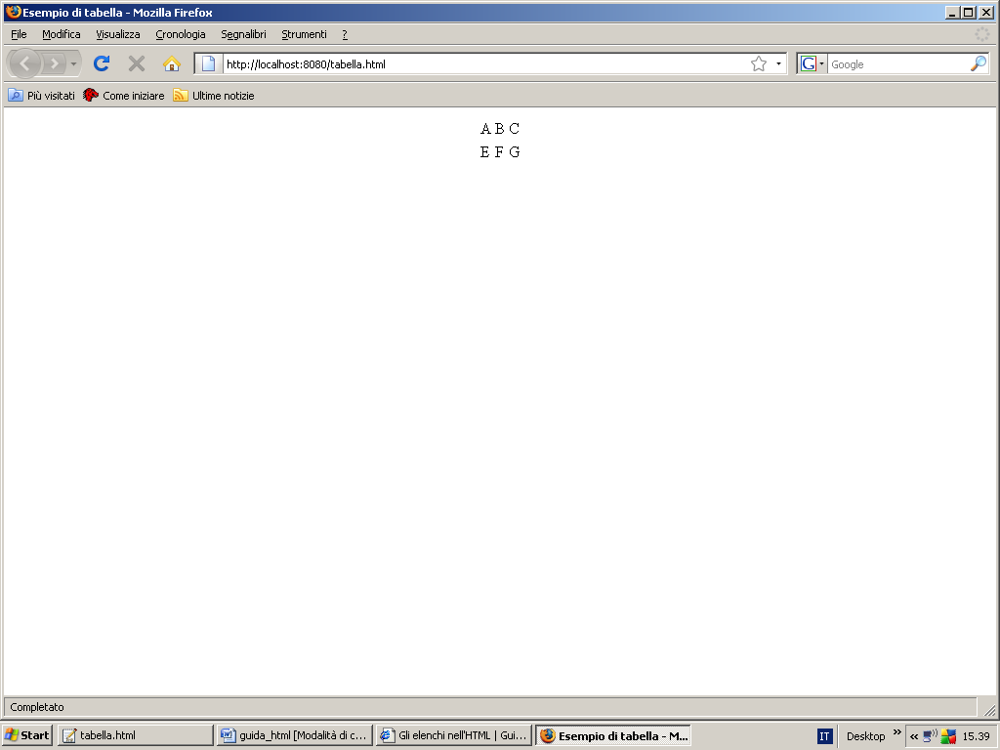 Esempio di tabella - Mozilla Firefox
File Modifica Visualizza Cronologia Segnalibri Strumenti ?
http://localhost:8080/tabella.html G Google
Più visitati Come iniziare Ultime notizie
A B C
E F G
Completato
Start tabella.html guida_html [Modalità di c... Gli elenchi nell'HTML | Gui... Esempio di tabella - M... IT Desktop » « 15.39